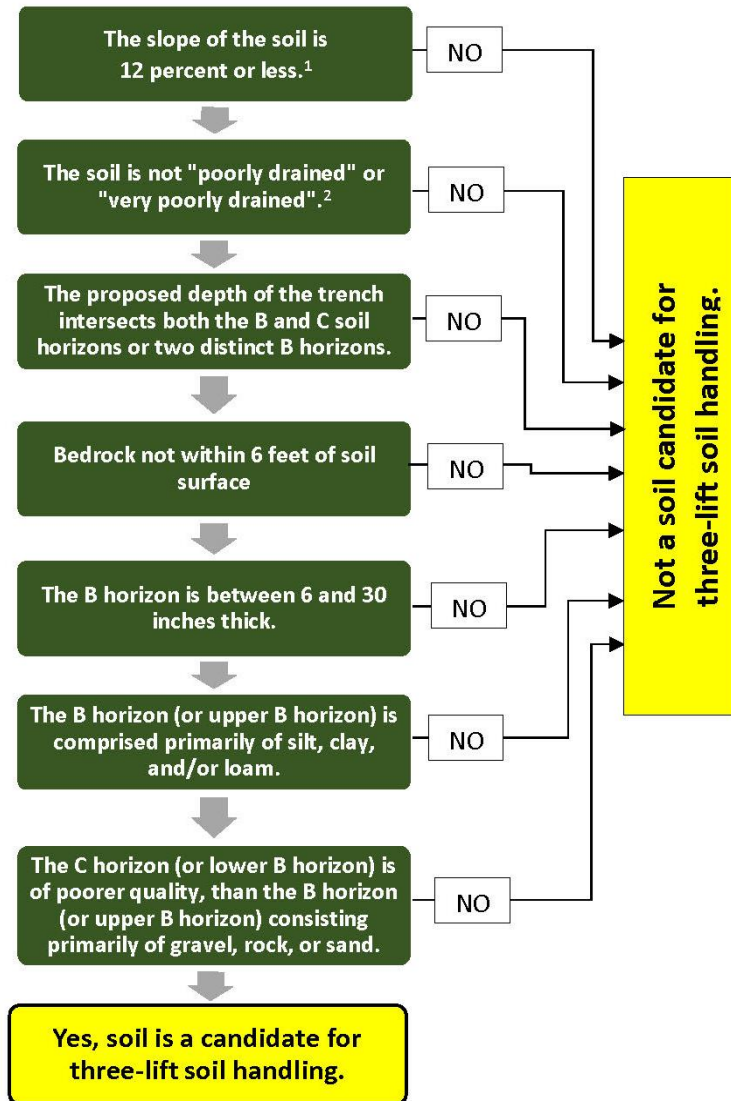 The slope of the soil is
12 percent or less.1
NO
The soil is not "poorly drained" or
"very poorly drained".2
NO
The proposed depth of the trench
intersects both the B and C soil
horizons or two distinct B horizons.
NO
Bedrock not within 6 feet of soil
surface
NO
The B horizon is between 6 and 30
inches thick.
NO
The B horizon (or upper B horizon) is
comprised primarily of silt, clay,
and/or loam.
NO
The C horizon (or lower B horizon) is
of poorer quality, than the B horizon
(or upper B horizon) consisting
primarily of gravel, rock, or sand.
NO
Yes, soil is a candidate for
three-lift soil handling.
Not a soil candidate for
three-lift soil handling.